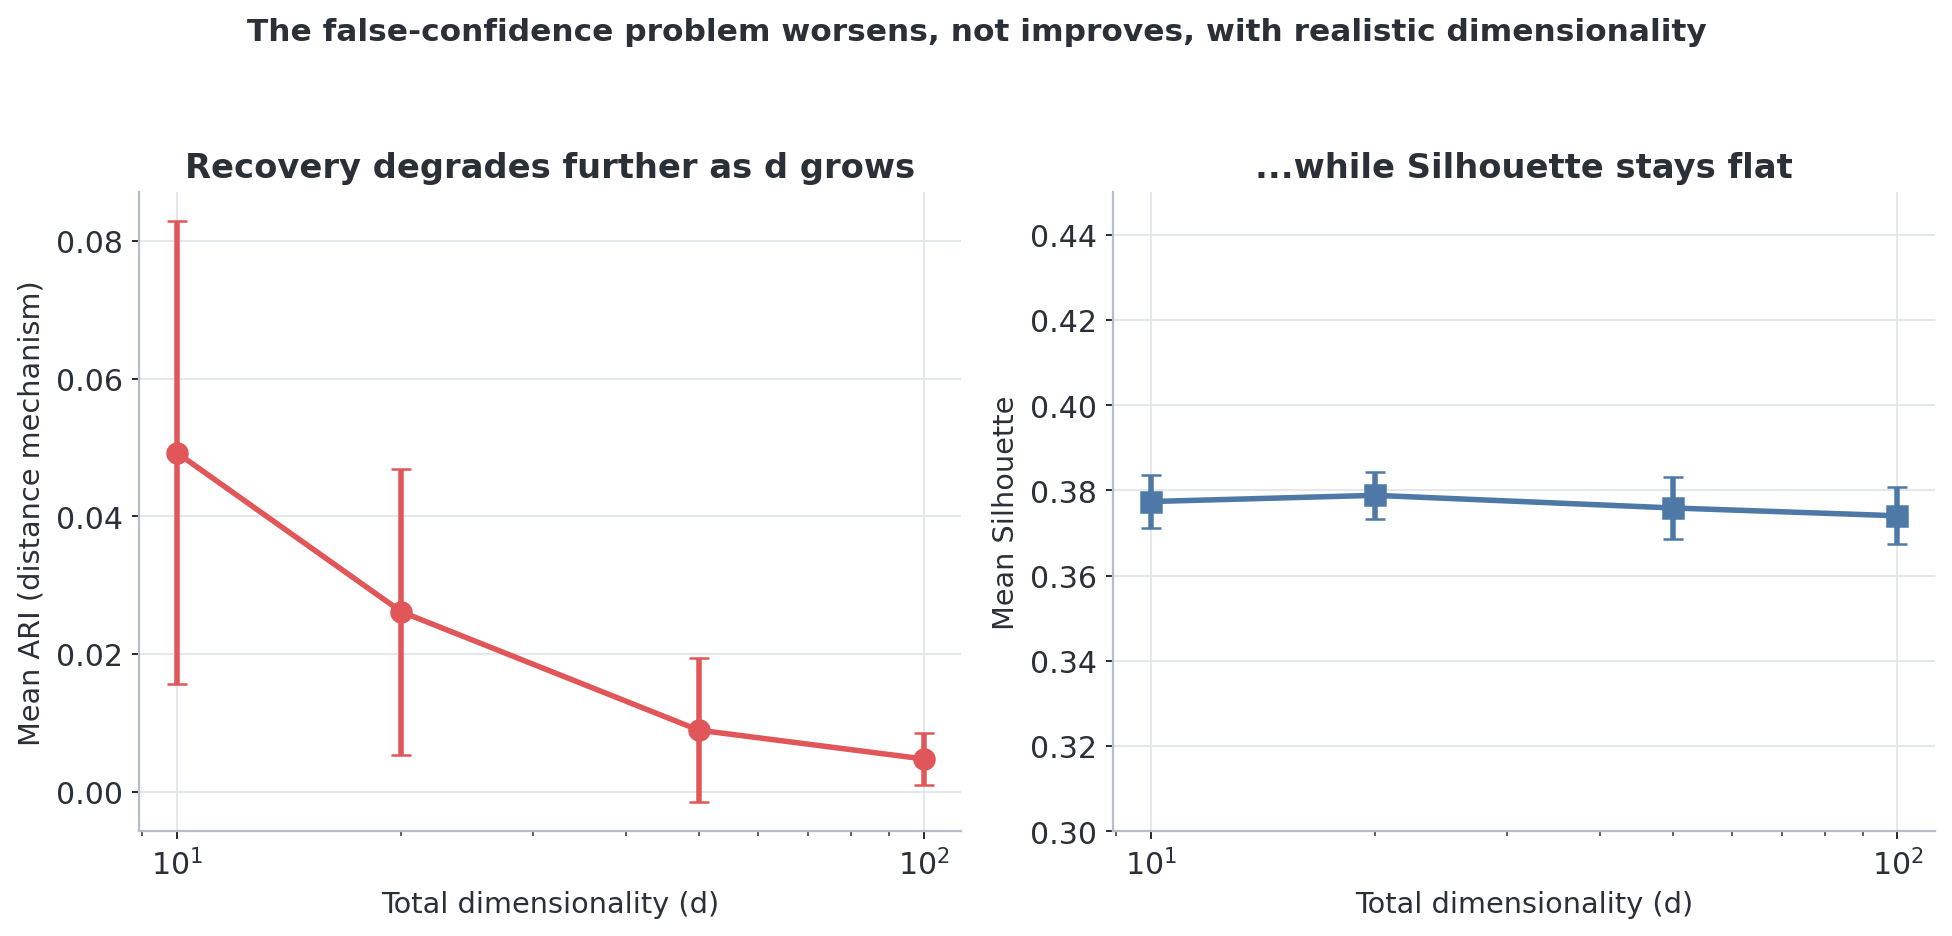 The false-confidence problem worsens, not improves, with realistic dimensionality
Recovery degrades further as d grows
Mean ARI (distance mechanism)
0.08
0.06
0.04
0.02
0.00
10¹
10²
Total dimensionality (d)
...while Silhouette stays flat
Mean Silhouette
0.44
0.42
0.40
0.38
0.36
0.34
0.32
0.30
10¹
10²
Total dimensionality (d)